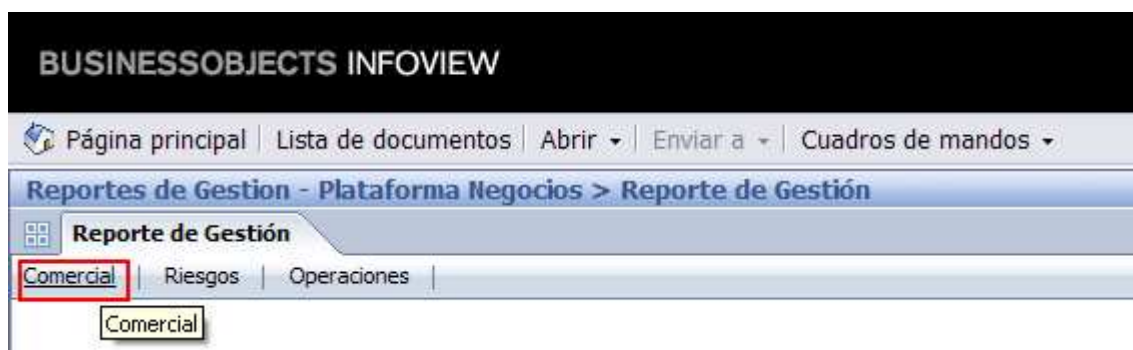 BUSINESSOBJECTS INFOVIEW
Página principal | Lista de documentos | Abrir | Enviar a | Cuadros de mandos
Reportes de Gestion - Plataforma Negocios > Reporte de Gestión
Reporte de Gestión
Comercial | Riesgos | Operaciones |
Comercial